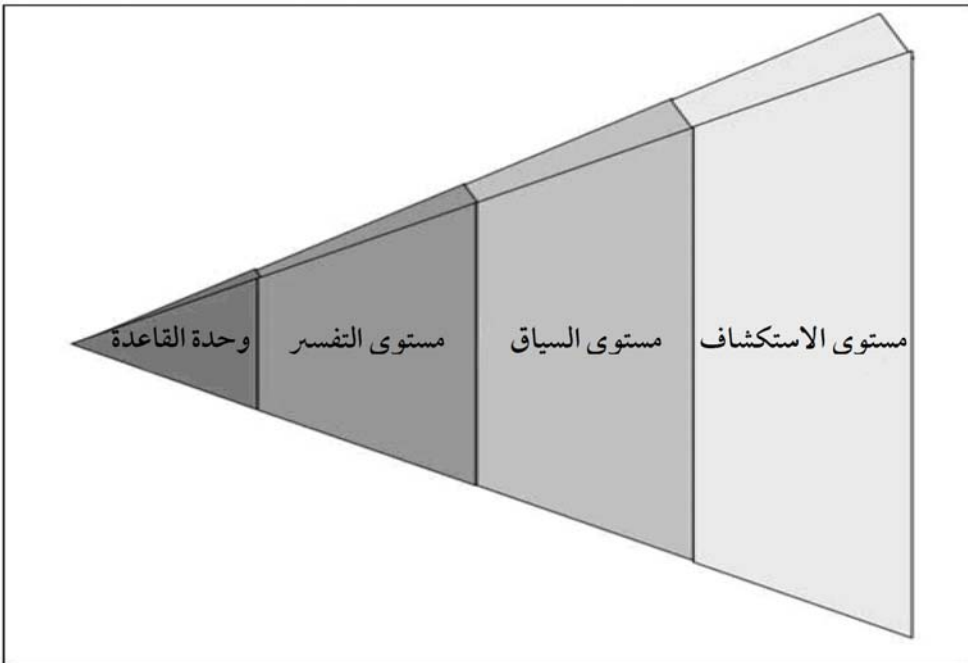 مستوى الاستكشاف
مستوى السياق
مستوى التفسر
وحدة القاعدة